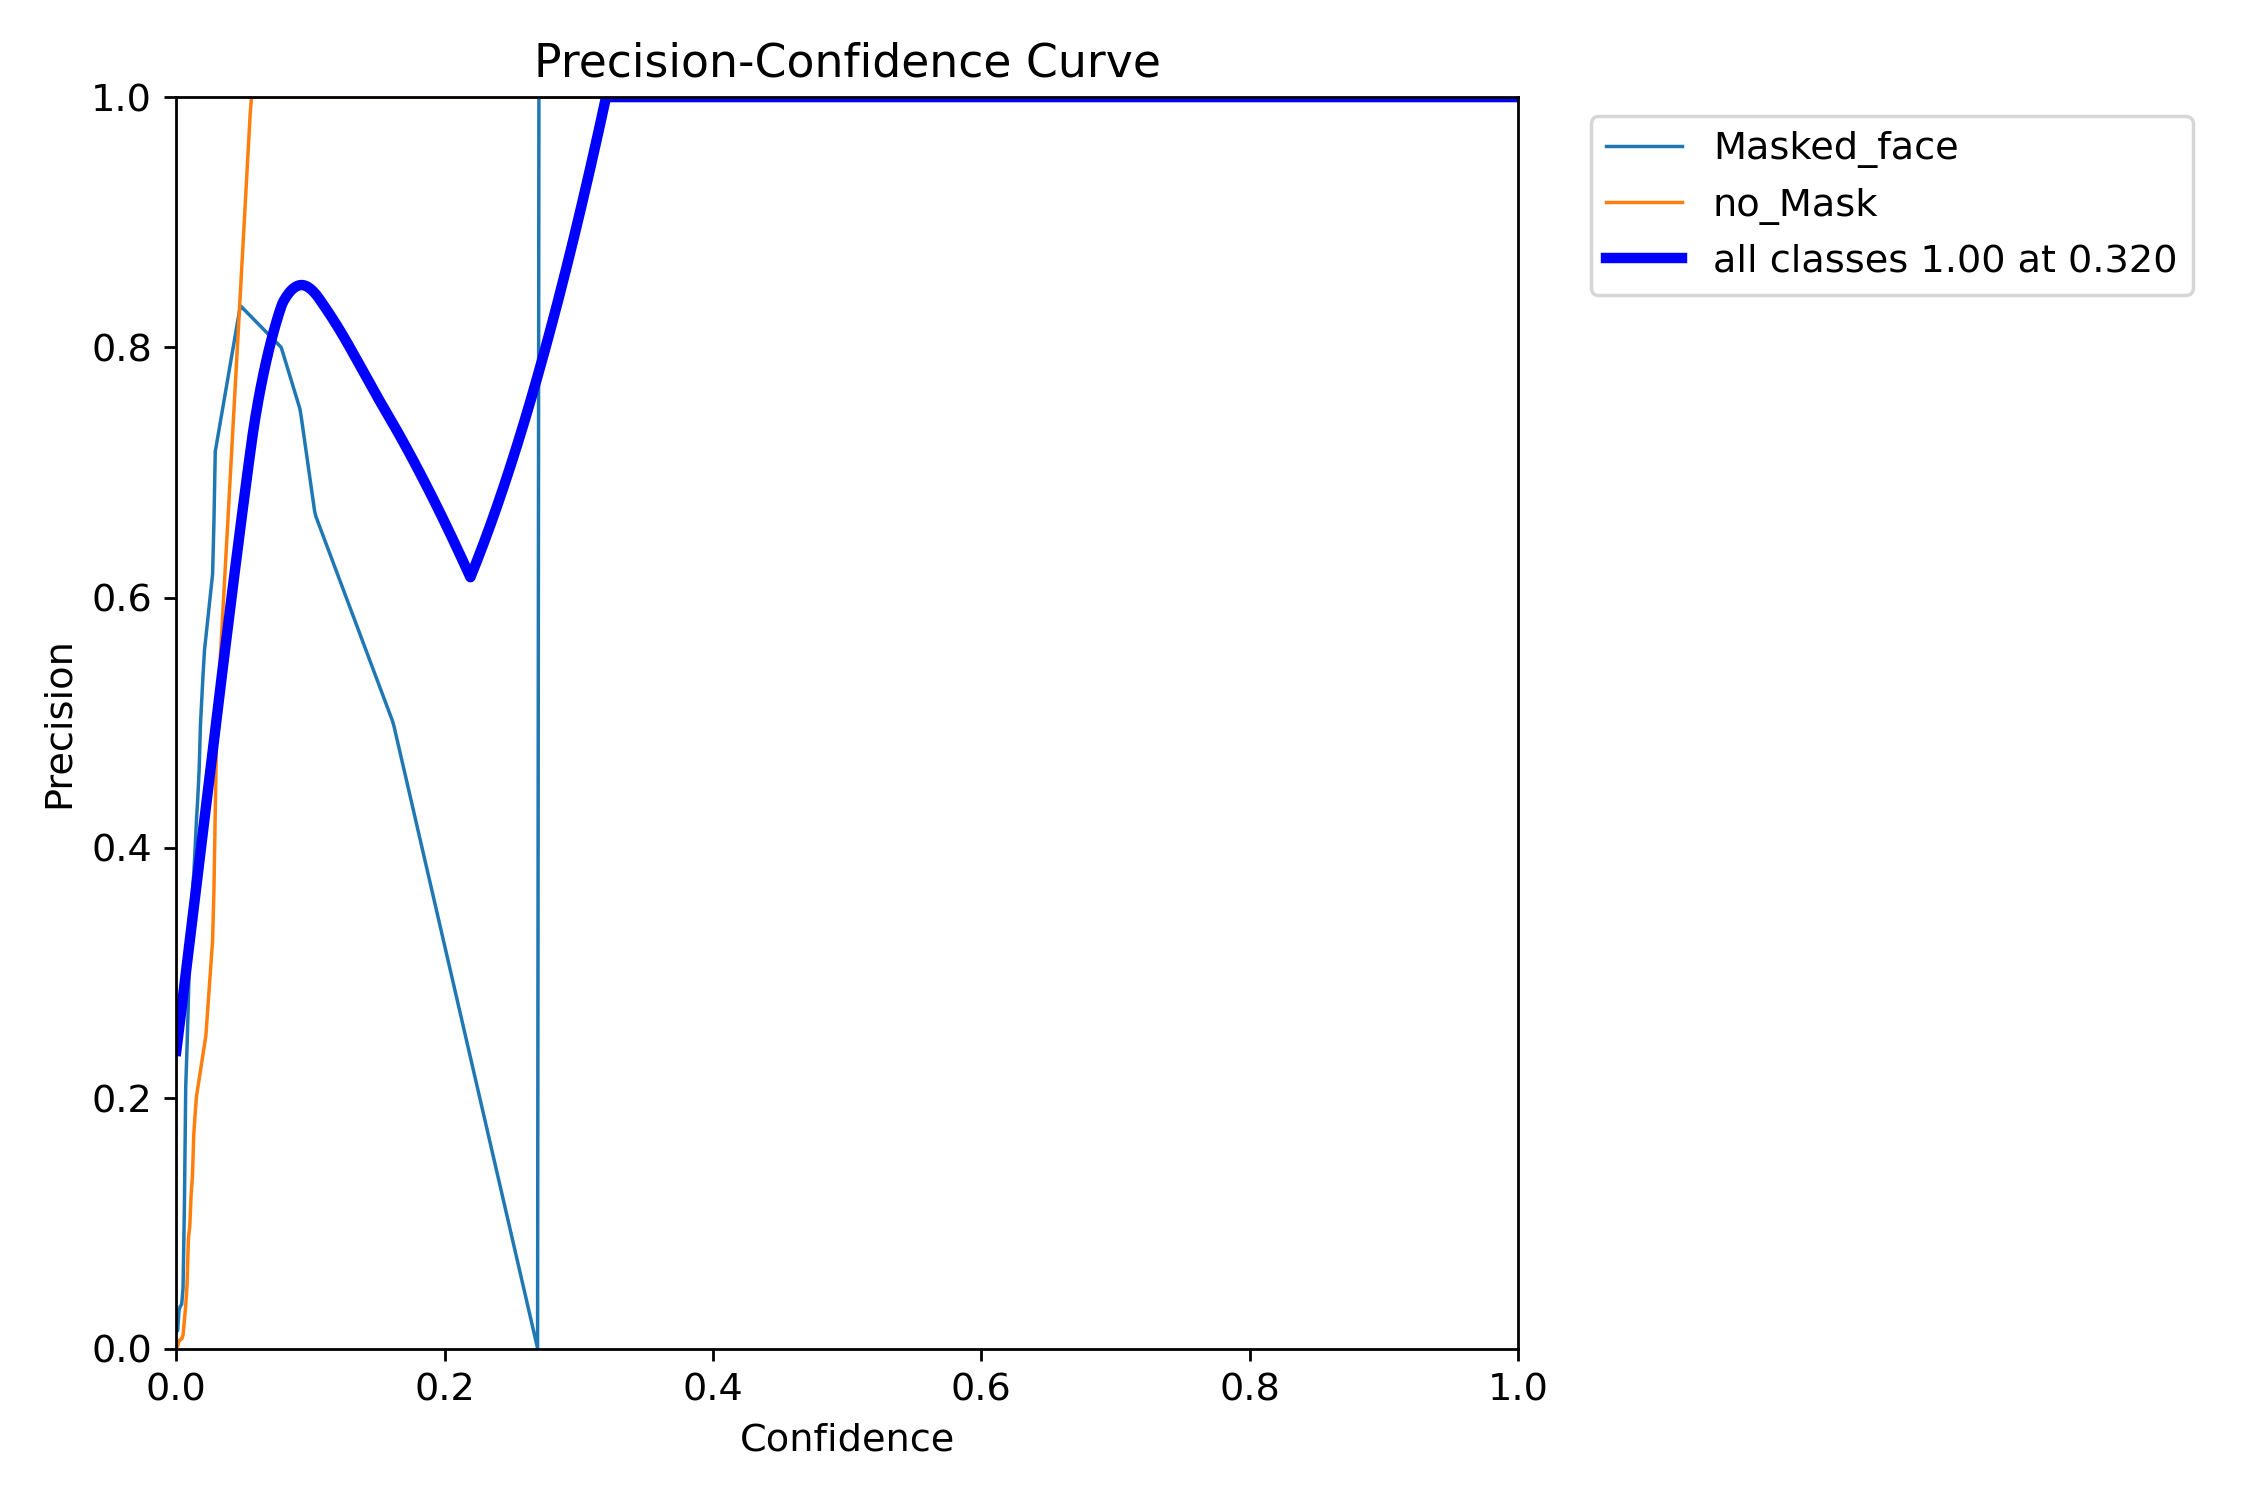 Precision-Confidence Curve
1.0
0.8
0.6
0.4
0.2
0.0
Precision
0.0 0.2 0.4 0.6 0.8 1.0
Confidence
Masked_face
no_Mask
all classes 1.00 at 0.320